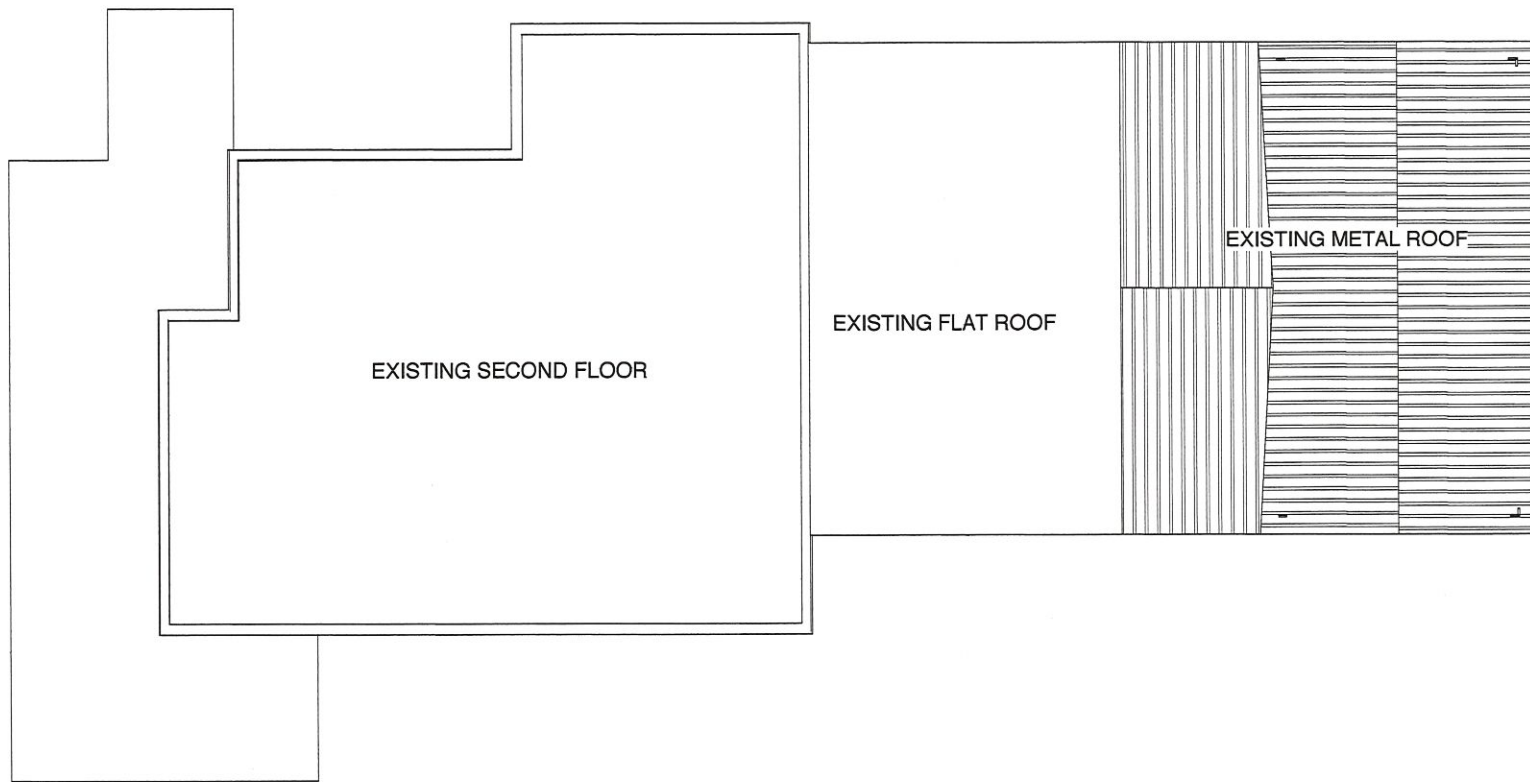 EXISTING METAL ROOF
EXISTING FLAT ROOF
EXISTING SECOND FLOOR